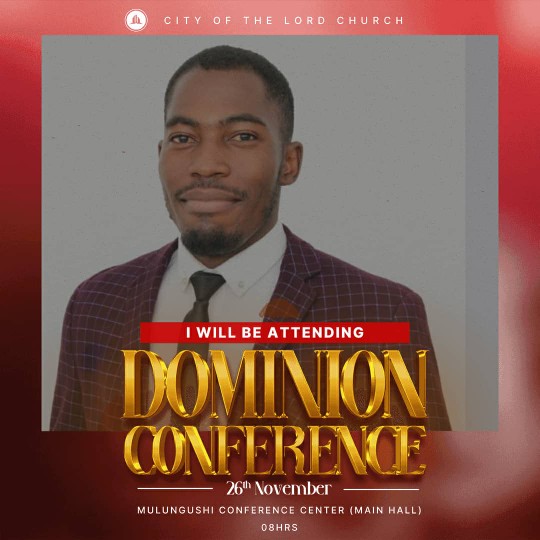 CITY OF THE LORD CHURCH
I WILL BE ATTENDING
DOMINION
CONFERENCE
26th November
MULUNGUSHI CONFERENCE CENTER (MAIN HALL)
08HRS